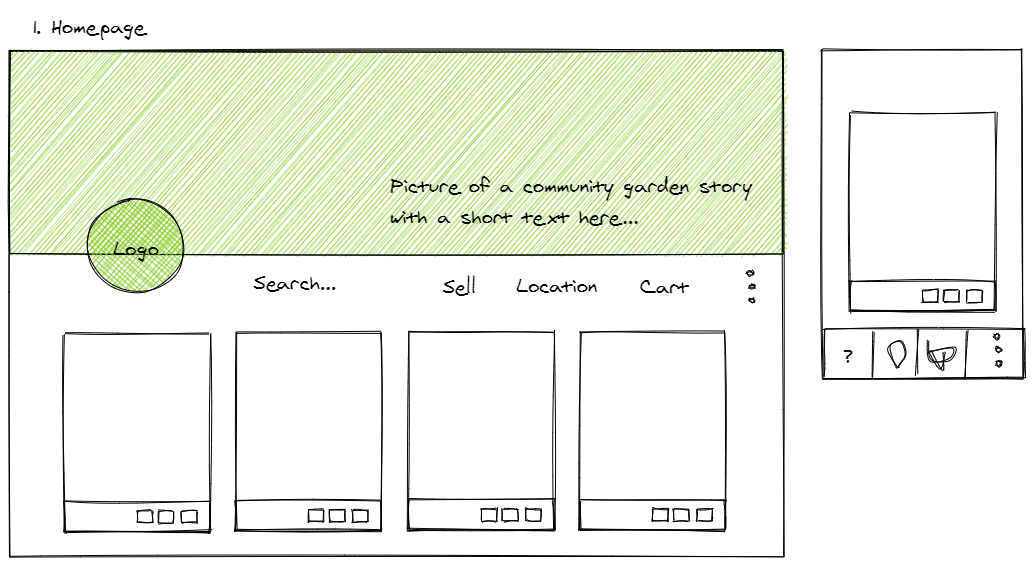 1. Homepage
Picture of a community garden story
with a short text here...
Logo
Search...
Sell
Location
Cart
?